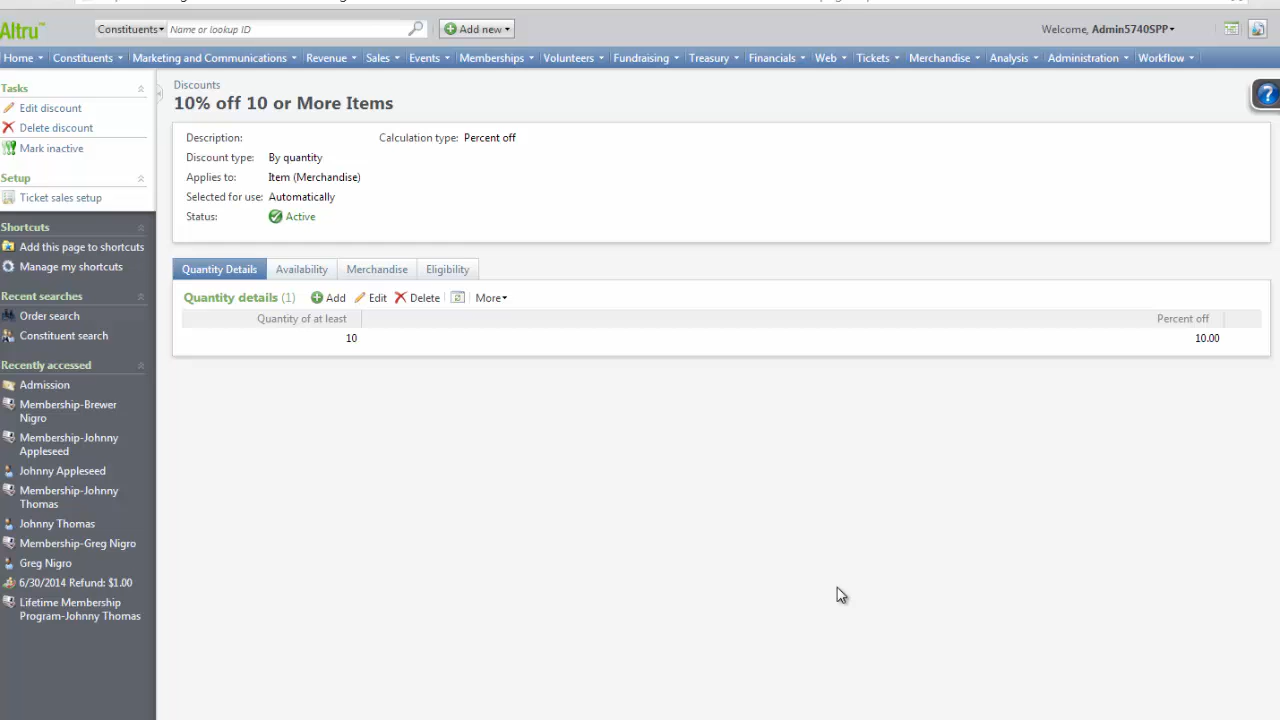 Altru™
Constituents
Name or lookup ID
Add new
Welcome, Admin5740SPP
Home
Constituents
Marketing and Communications
Revenue
Sales
Events
Memberships
Volunteers
Fundraising
Treasury
Financials
Web
Tickets
Merchandise
Analysis
Administration
Workflow
Tasks
Edit discount
Delete discount
Mark inactive
Setup
Ticket sales setup
Shortcuts
Add this page to shortcuts
Manage my shortcuts
Recent searches
Order search
Constituent search
Recently accessed
Admission
Membership-Brewer
Nigro
Membership-Johnny
Appleseed
Johnny Appleseed
Membership-Johnny
Thomas
Johnny Thomas
Membership-Greg Nigro
Greg Nigro
6/30/2014 Refund: $1.00
Lifetime Membership
Program-Johnny Thomas
Discounts
10% off 10 or More Items
?
Description:
Calculation type: Percent off
Discount type: By quantity
Applies to: Item (Merchandise)
Selected for use: Automatically
Status: Active
Quantity Details
Availability
Merchandise
Eligibility
Quantity details (1)
Add
Edit
Delete
More
Quantity of at least
Percent off
10
10.00